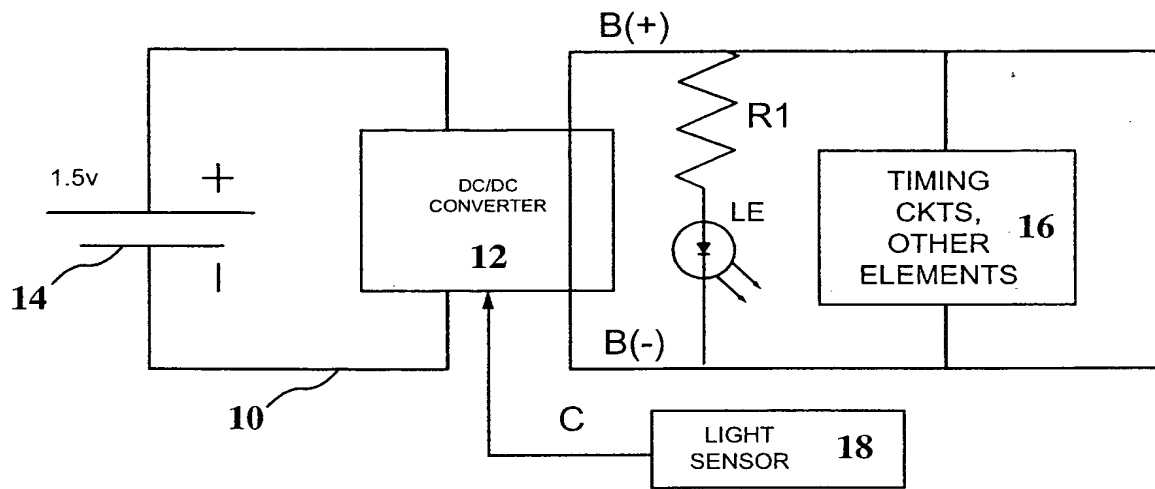 B(+)
R1
1.5v
+
DC/DC
CONVERTER
12
LE
TIMING
CKTS,
OTHER
ELEMENTS
16
14
B(-)
10
C
LIGHT
SENSOR
18